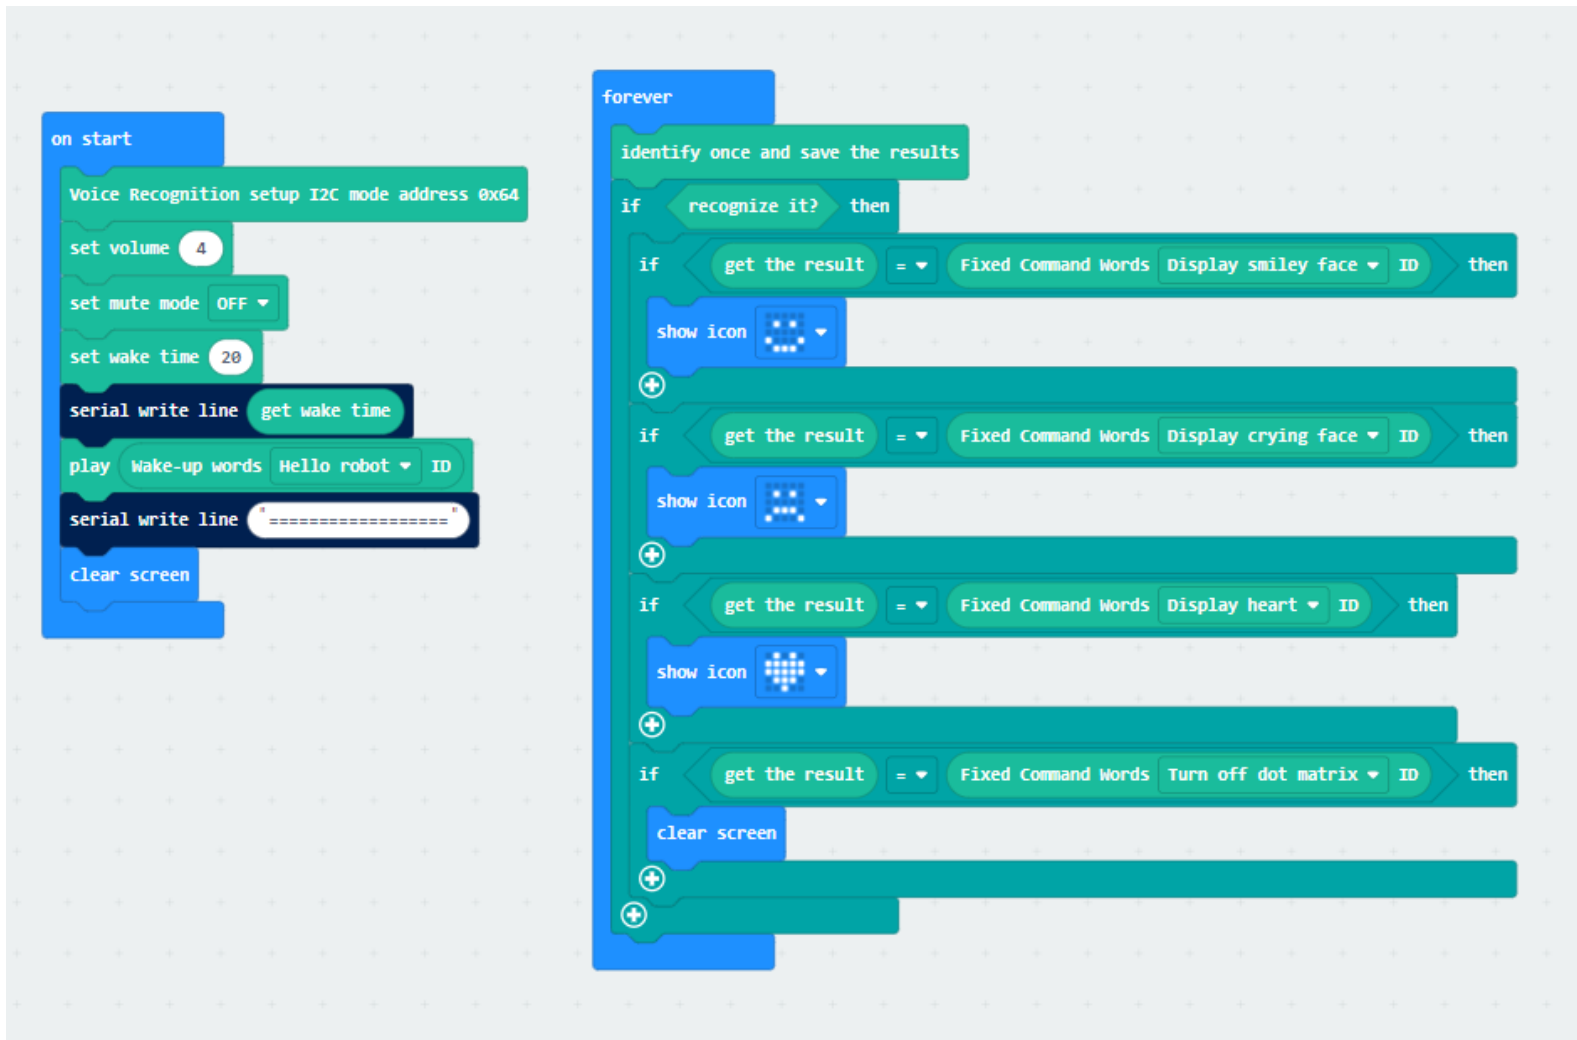 on start
Voice Recognition setup I2C mode address 0x64
set volume 4
set mute mode OFF
set wake time 20
serial write line get wake time
play Wake-up words Hello robot ID
serial write line "=================="
clear screen
forever
identify once and save the results
if recognize it? then
if get the result = Fixed Command Words Display smiley face ID then
show icon
if get the result = Fixed Command Words Display crying face ID then
show icon
if get the result = Fixed Command Words Display heart ID then
show icon
if get the result = Fixed Command Words Turn off dot matrix ID then
clear screen